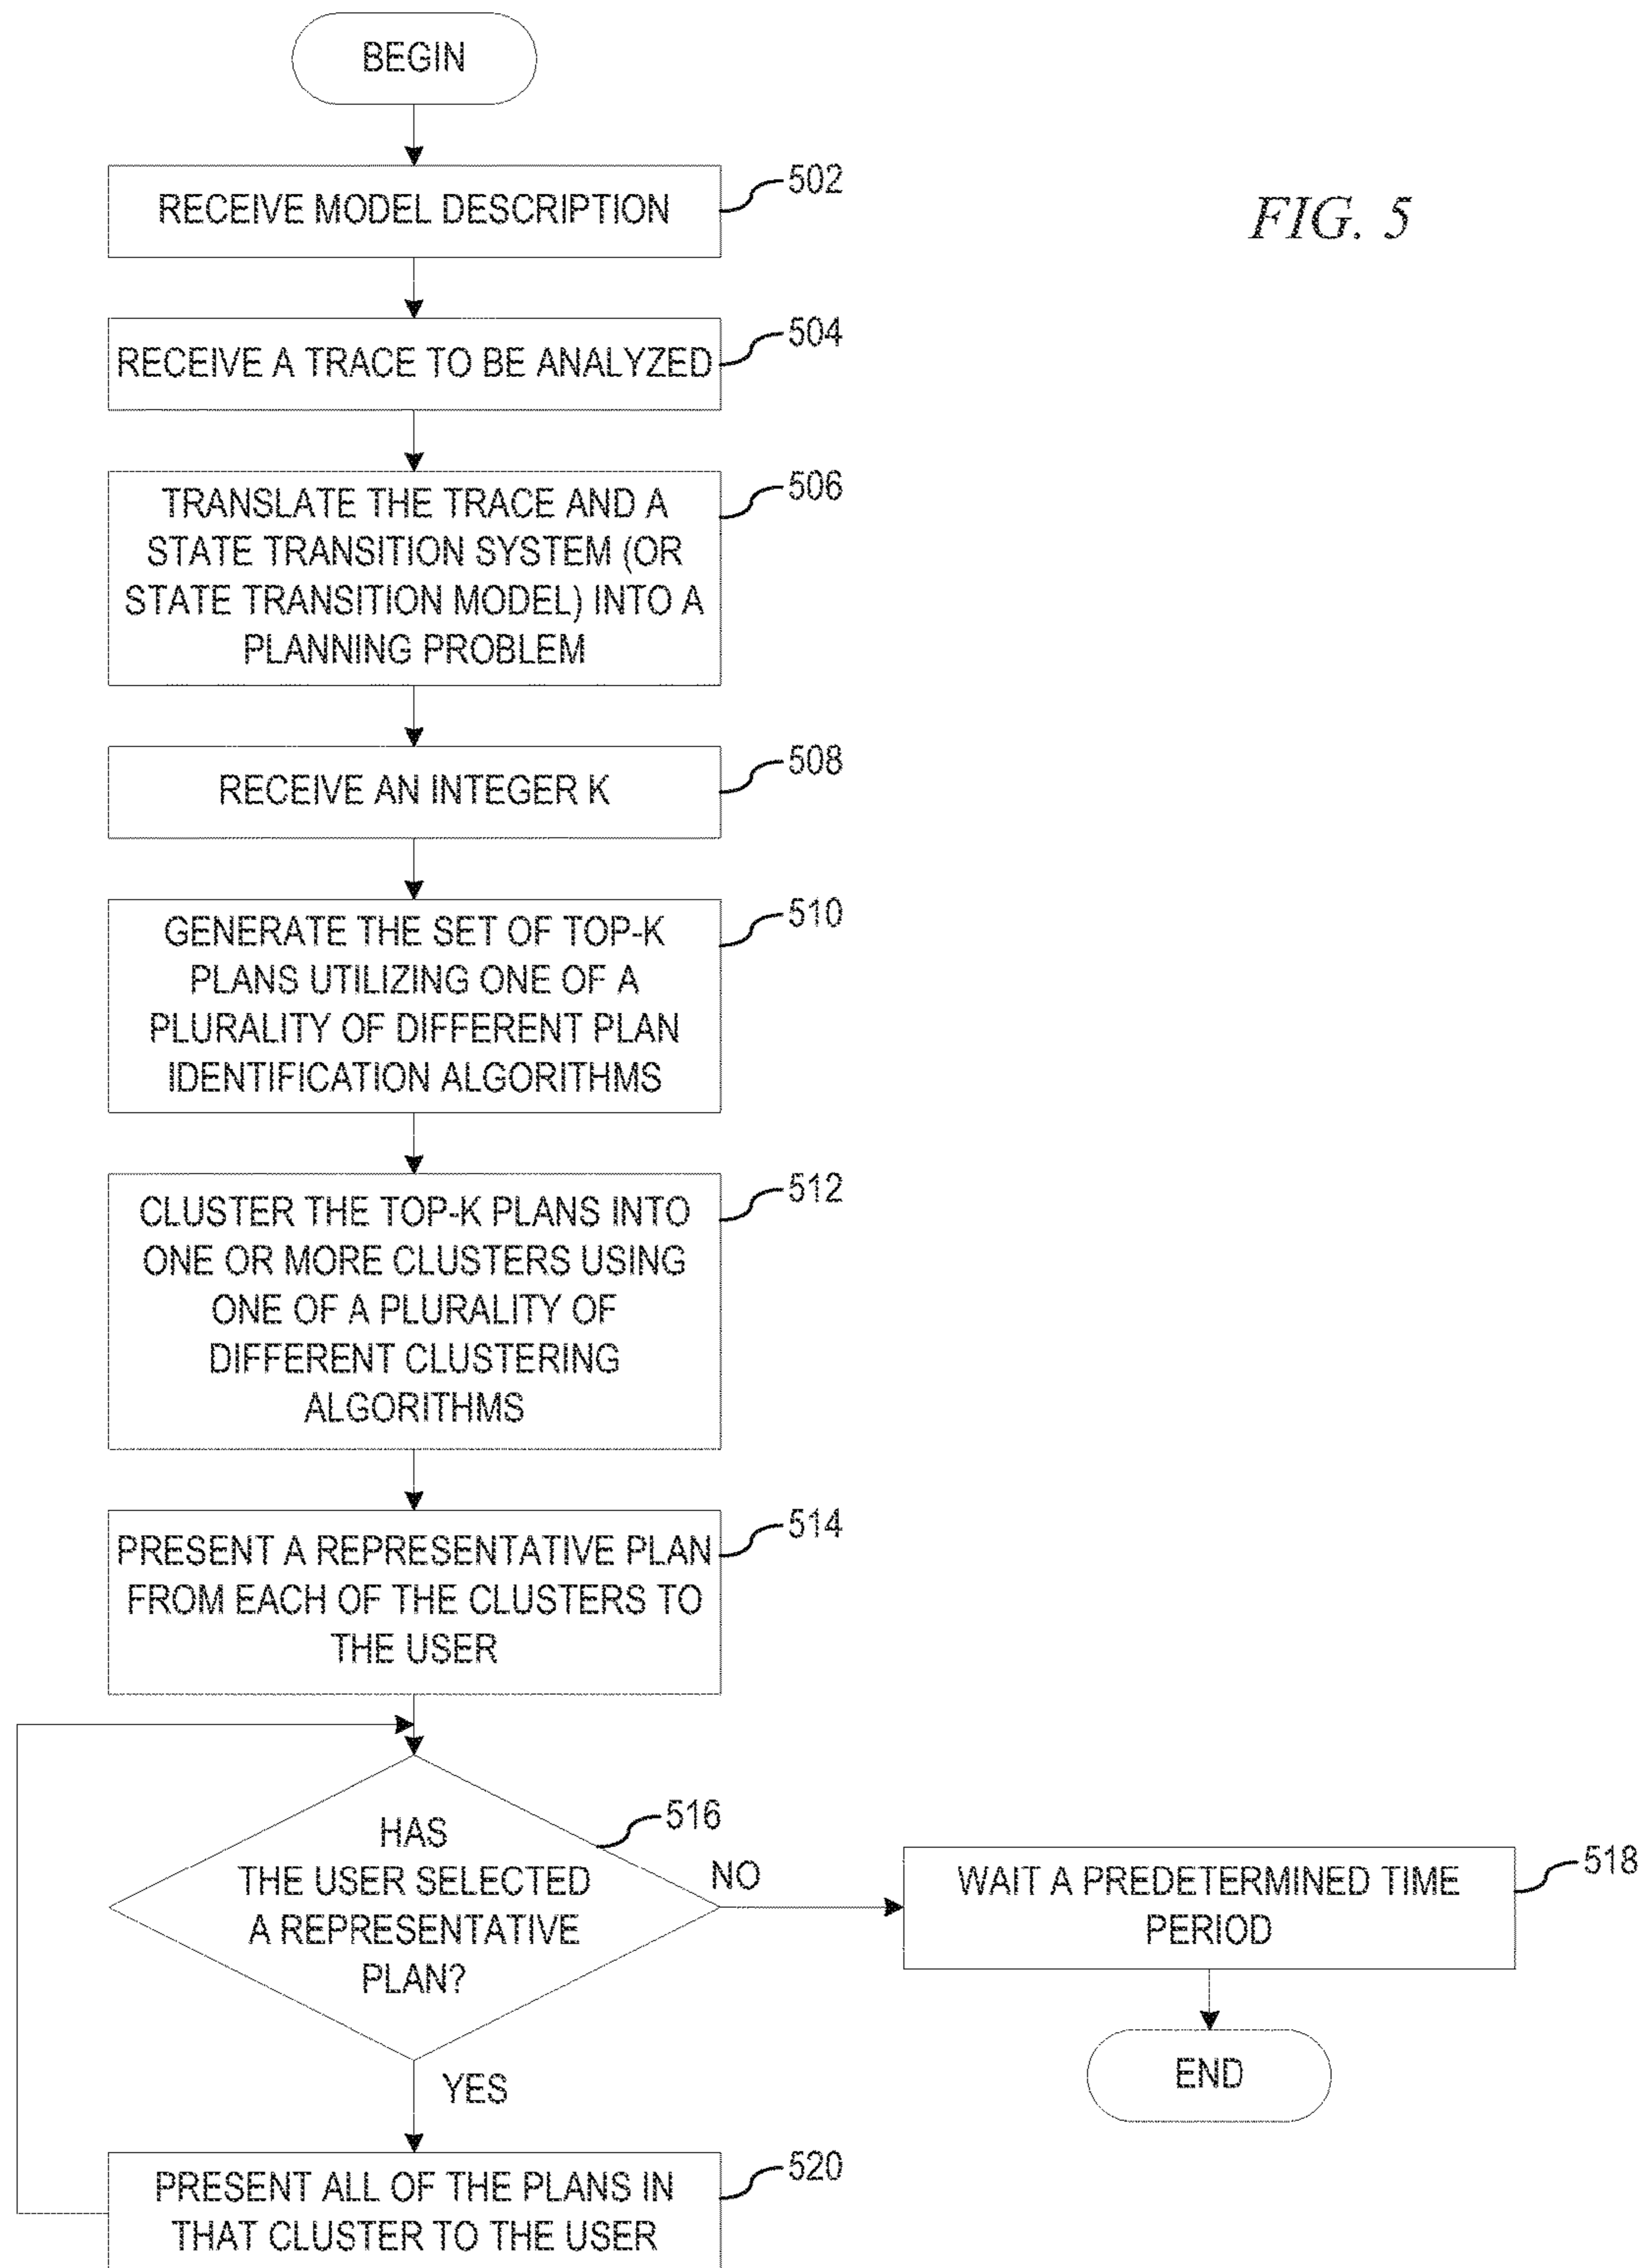 BEGIN
502
RECEIVE MODEL DESCRIPTION
FIG. 5
504
RECEIVE A TRACE TO BE ANALYZED
506
TRANSLATE THE TRACE AND A
STATE TRANSITION SYSTEM (OR
STATE TRANSITION MODEL) INTO A
PLANNING PROBLEM
508
RECEIVE AN INTEGER K
510
GENERATE THE SET OF TOP-K
PLANS UTILIZING ONE OF A
PLURALITY OF DIFFERENT PLAN
IDENTIFICATION ALGORITHMS
512
CLUSTER THE TOP-K PLANS INTO
ONE OR MORE CLUSTERS USING
ONE OF A PLURALITY OF
DIFFERENT CLUSTERING
ALGORITHMS
514
PRESENT A REPRESENTATIVE PLAN
FROM EACH OF THE CLUSTERS TO
THE USER
516
HAS
THE USER SELECTED
A REPRESENTATIVE
PLAN?
NO
518
WAIT A PREDETERMINED TIME
PERIOD
END
YES
520
PRESENT ALL OF THE PLANS IN
THAT CLUSTER TO THE USER